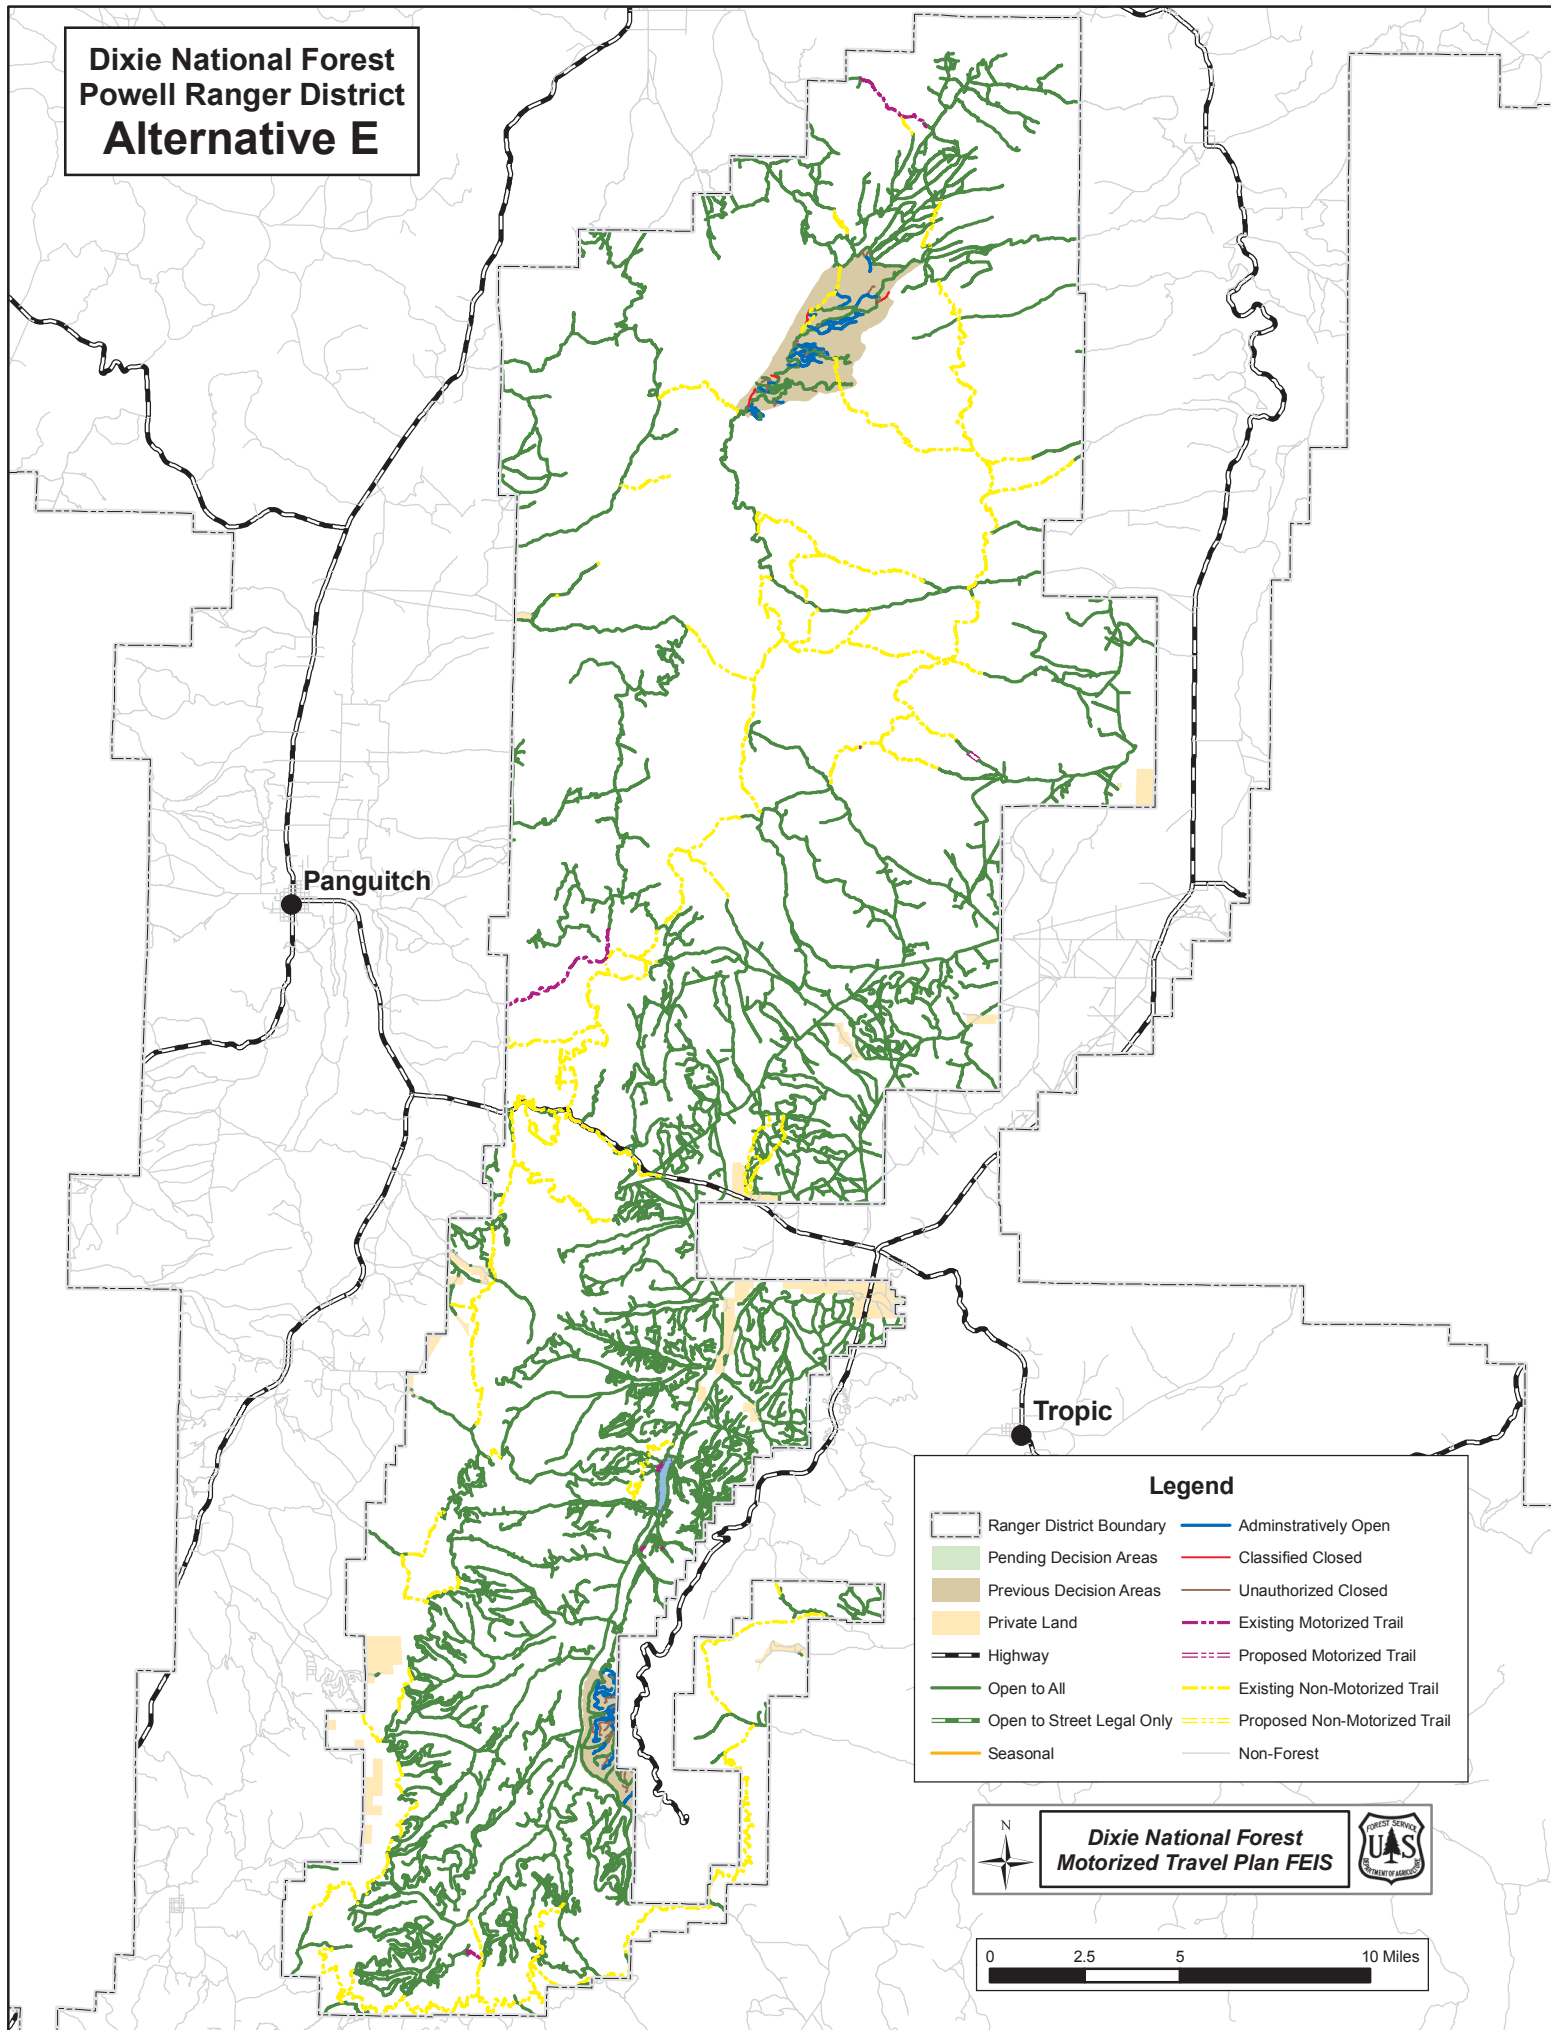 Dixie National Forest
Powell Ranger District
Alternative E
Panguitch
Tropic
Legend
Ranger District Boundary
Pending Decision Areas
Previous Decision Areas
Private Land
Highway
Open to All
Open to Street Legal Only
Seasonal
Adminstratively Open
Classified Closed
Unauthorized Closed
Existing Motorized Trail
Proposed Motorized Trail
Existing Non-Motorized Trail
Proposed Non-Motorized Trail
Non-Forest
N
Dixie National Forest
Motorized Travel Plan FEIS
FOREST SERVICE
U S
DEPARTMENT OF AGRICULTURE
0 2.5 5 10 Miles